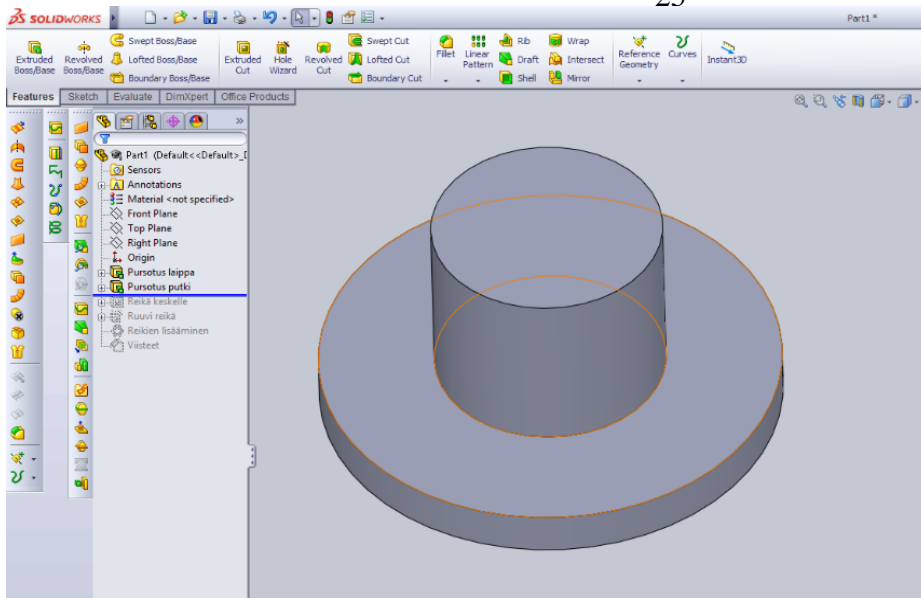 25
SOLIDWORKS
Part1 *
Extruded Boss/Base
Revolved Boss/Base
Swept Boss/Base
Lofted Boss/Base
Boundary Boss/Base
Extruded Cut
Hole Wizard
Revolved Cut
Swept Cut
Lofted Cut
Boundary Cut
Fillet
Linear Pattern
Rib
Draft
Shell
Wrap
Intersect
Mirror
Reference Geometry
Curves
Instant3D
Features Sketch Evaluate DimXpert Office Products
»
Part1 (Default<<Default>_D
Sensors
Annotations
Material <not specified>
Front Plane
Top Plane
Right Plane
Origin
Pursotus laippa
Pursotus putki
Reikä keskelle
Ruuvi reikä
Reikien lisääminen
Viisteet